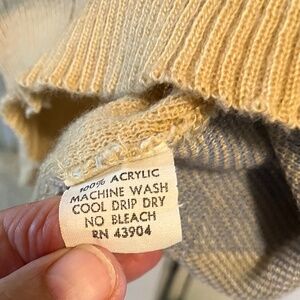 100% ACRYLIC
MACHINE WASH
COOL DRIP DRY
NO BLEACH
RN 43904